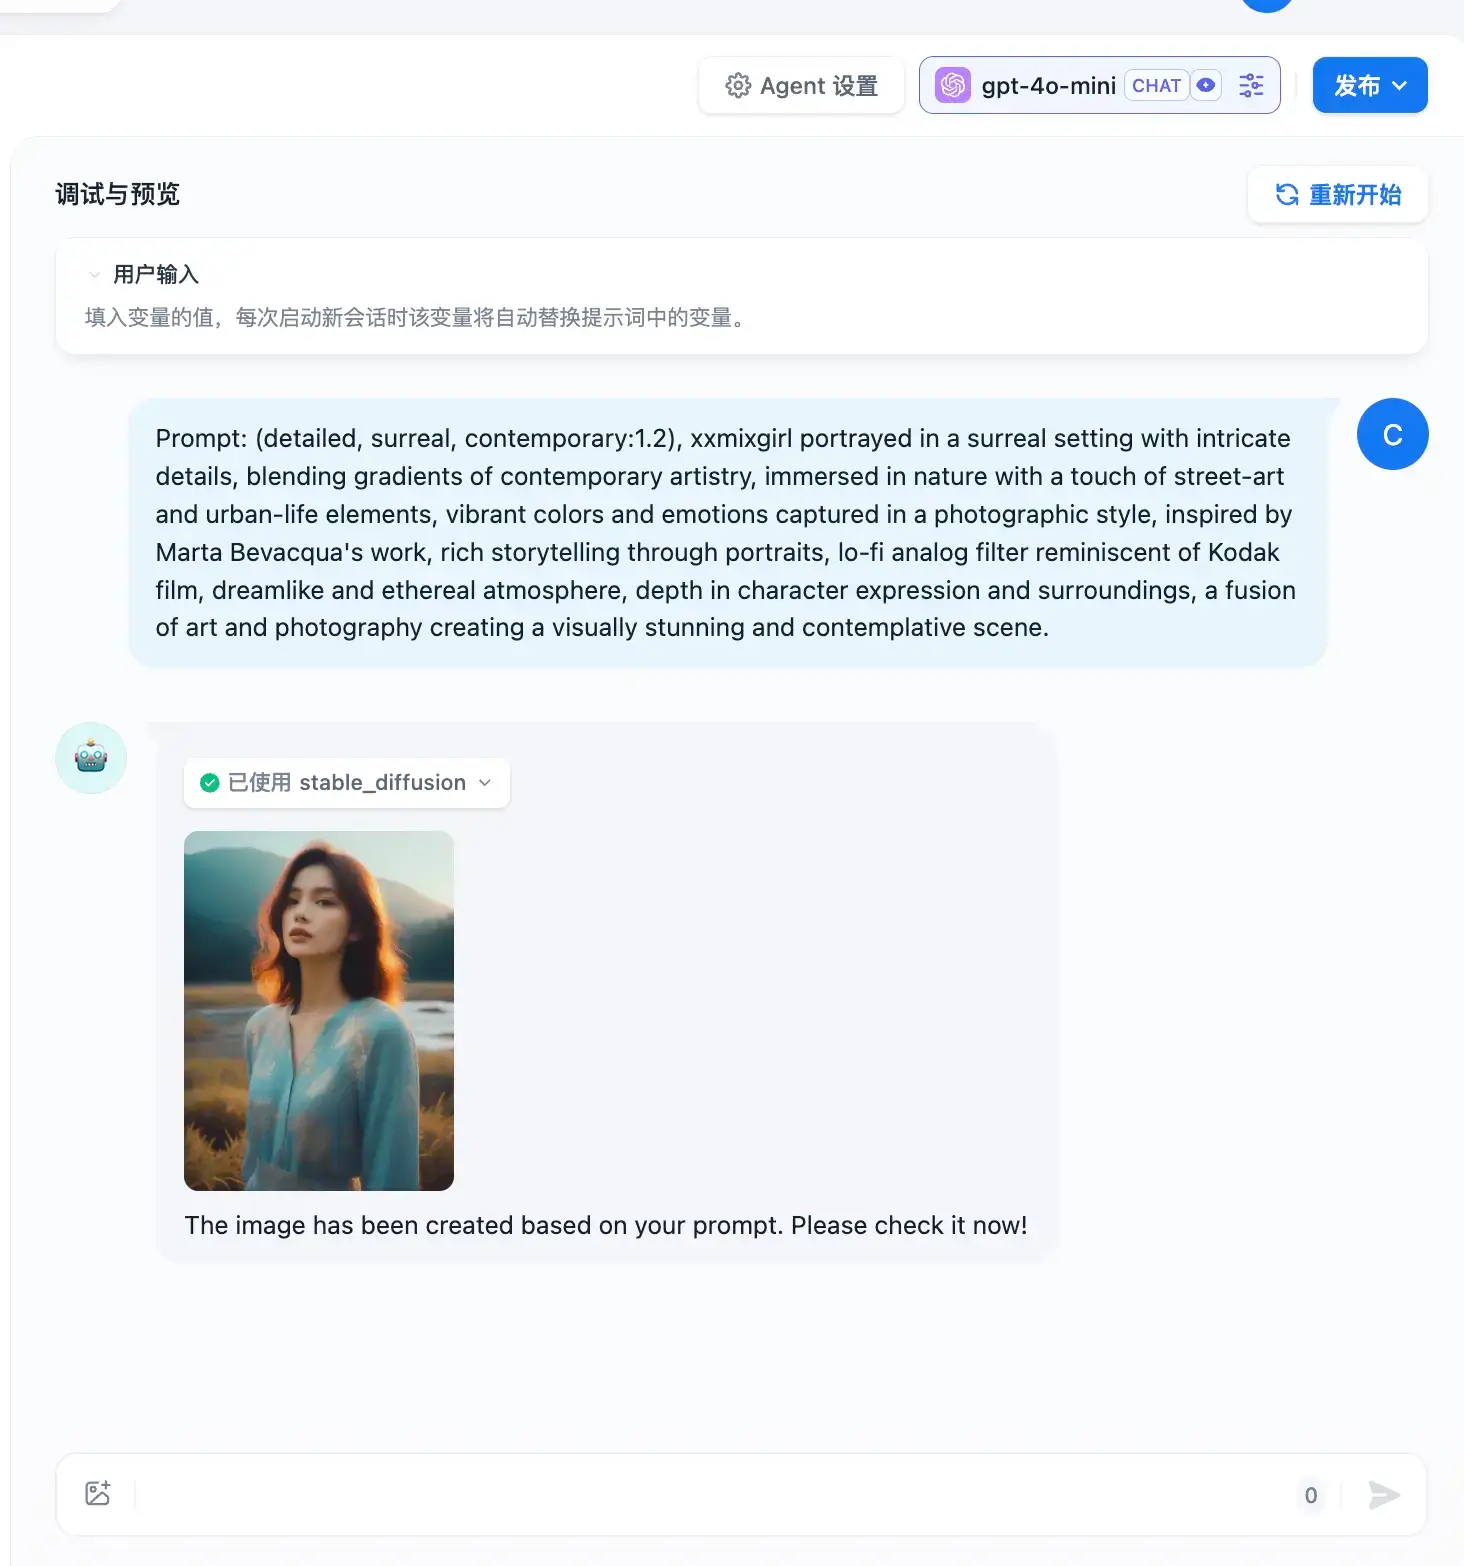 Agent 设置
gpt-4o-mini
CHAT
发布
调试与预览
重新开始
用户输入
填入变量的值，每次启动新会话时该变量将自动替换提示词中的变量。
Prompt: (detailed, surreal, contemporary:1.2), xxmixgirl portrayed in a surreal setting with intricate
details, blending gradients of contemporary artistry, immersed in nature with a touch of street-art
and urban-life elements, vibrant colors and emotions captured in a photographic style, inspired by
Marta Bevacqua's work, rich storytelling through portraits, lo-fi analog filter reminiscent of Kodak
film, dreamlike and ethereal atmosphere, depth in character expression and surroundings, a fusion
of art and photography creating a visually stunning and contemplative scene.
C
已使用 stable_diffusion
The image has been created based on your prompt. Please check it now!
0